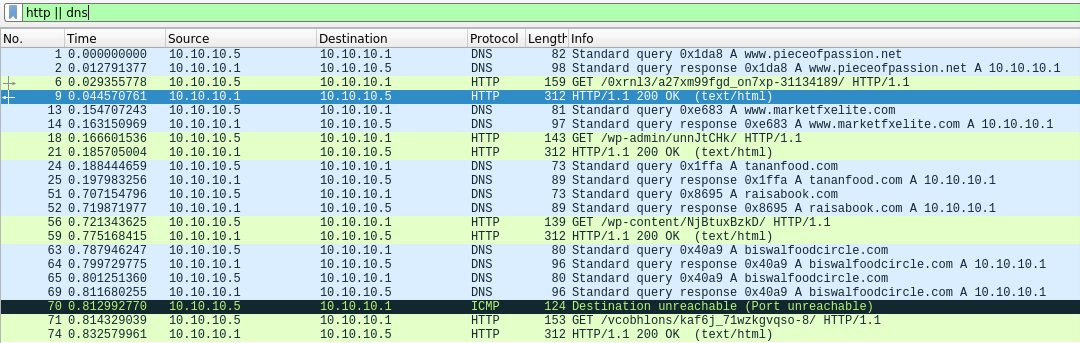 http || dns
No. Time Source Destination Protocol Length Info
1 0.000000000 10.10.10.5 10.10.10.1 DNS 82 Standard query 0x1da8 A www.pieceofpassion.net
2 0.012791377 10.10.10.1 10.10.10.5 DNS 98 Standard query response 0x1da8 A www.pieceofpassion.net A 10.10.10.1
6 0.029355778 10.10.10.5 10.10.10.1 HTTP 159 GET /0xrnl3/a27xm99fgd_on7xp-31134189/ HTTP/1.1
9 0.044570761 10.10.10.1 10.10.10.5 HTTP 312 HTTP/1.1 200 OK (text/html)
13 0.154707243 10.10.10.5 10.10.10.1 DNS 81 Standard query 0xe683 A www.marketfxelite.com
14 0.163150969 10.10.10.1 10.10.10.5 DNS 97 Standard query response 0xe683 A www.marketfxelite.com A 10.10.10.1
18 0.166601536 10.10.10.5 10.10.10.1 HTTP 143 GET /wp-admin/unnJtCHk/ HTTP/1.1
21 0.185705004 10.10.10.1 10.10.10.5 HTTP 312 HTTP/1.1 200 OK (text/html)
24 0.188444659 10.10.10.5 10.10.10.1 DNS 73 Standard query 0x1ffa A tananfood.com
25 0.197983256 10.10.10.1 10.10.10.5 DNS 89 Standard query response 0x1ffa A tananfood.com A 10.10.10.1
51 0.707154796 10.10.10.5 10.10.10.1 DNS 73 Standard query 0x8695 A raisabook.com
52 0.719871977 10.10.10.1 10.10.10.5 DNS 89 Standard query response 0x8695 A raisabook.com A 10.10.10.1
56 0.721343625 10.10.10.5 10.10.10.1 HTTP 139 GET /wp-content/NjBtuxBzkD/ HTTP/1.1
59 0.775168415 10.10.10.1 10.10.10.5 HTTP 312 HTTP/1.1 200 OK (text/html)
63 0.787946247 10.10.10.5 10.10.10.1 DNS 80 Standard query 0x40a9 A biswalfoodcircle.com
64 0.799729775 10.10.10.1 10.10.10.5 DNS 96 Standard query response 0x40a9 A biswalfoodcircle.com A 10.10.10.1
65 0.801251360 10.10.10.5 10.10.10.1 DNS 80 Standard query 0x40a9 A biswalfoodcircle.com
69 0.811680255 10.10.10.1 10.10.10.5 DNS 96 Standard query response 0x40a9 A biswalfoodcircle.com A 10.10.10.1
70 0.812992770 10.10.10.5 10.10.10.1 ICMP 124 Destination unreachable (Port unreachable)
71 0.814329039 10.10.10.5 10.10.10.1 HTTP 153 GET /vcobhlons/kaf6j_71wzkgvqso-8/ HTTP/1.1
74 0.832579961 10.10.10.1 10.10.10.5 HTTP 312 HTTP/1.1 200 OK (text/html)